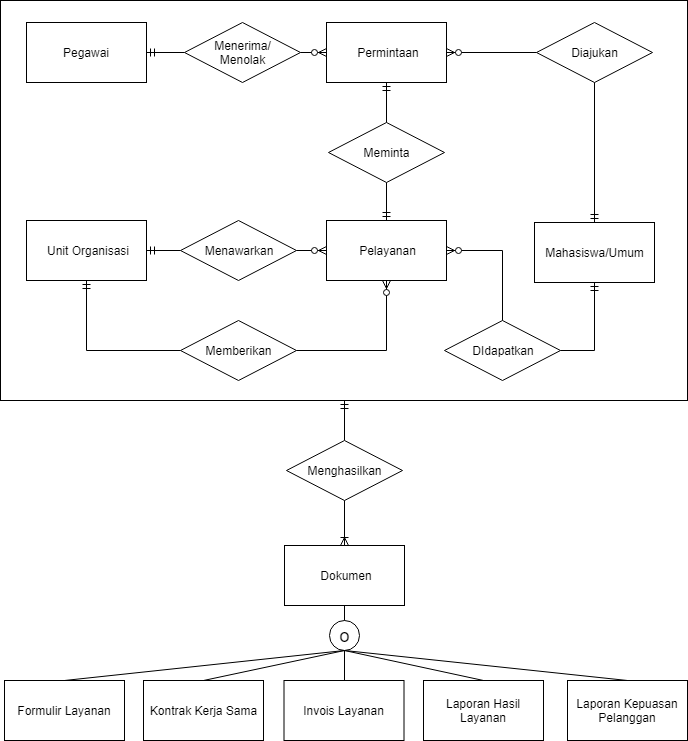 Pegawai
Menerima/
Menolak
Permintaan
Diajukan
Meminta
Unit Organisasi
Menawarkan
Pelayanan
Mahasiswa/Umum
Memberikan
DIdapatkan
Menghasilkan
Dokumen
O
Formulir Layanan
Kontrak Kerja Sama
Invois Layanan
Laporan Hasil
Layanan
Laporan Kepuasan
Pelanggan